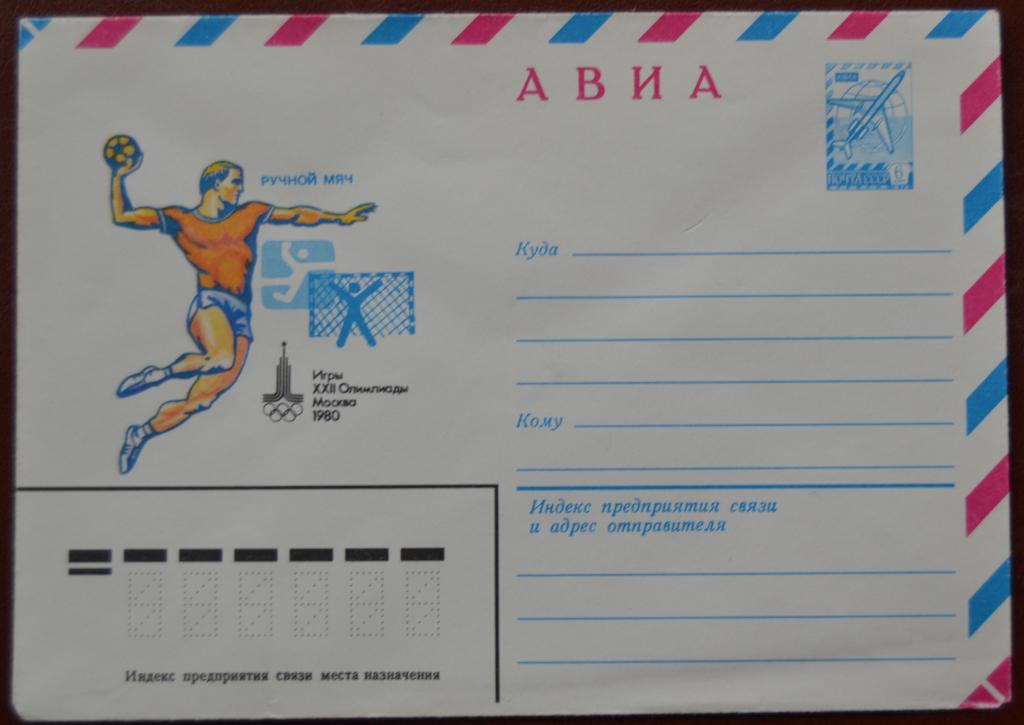 АВИА
АВИА
ПОЧТА СССР 6
РУЧНОЙ МЯЧ
Игры
XXII Олимпиады
Москва
1980
Куда
Кому
Индекс предприятия связи
и адрес отправителя
Индекс предприятия связи места назначения